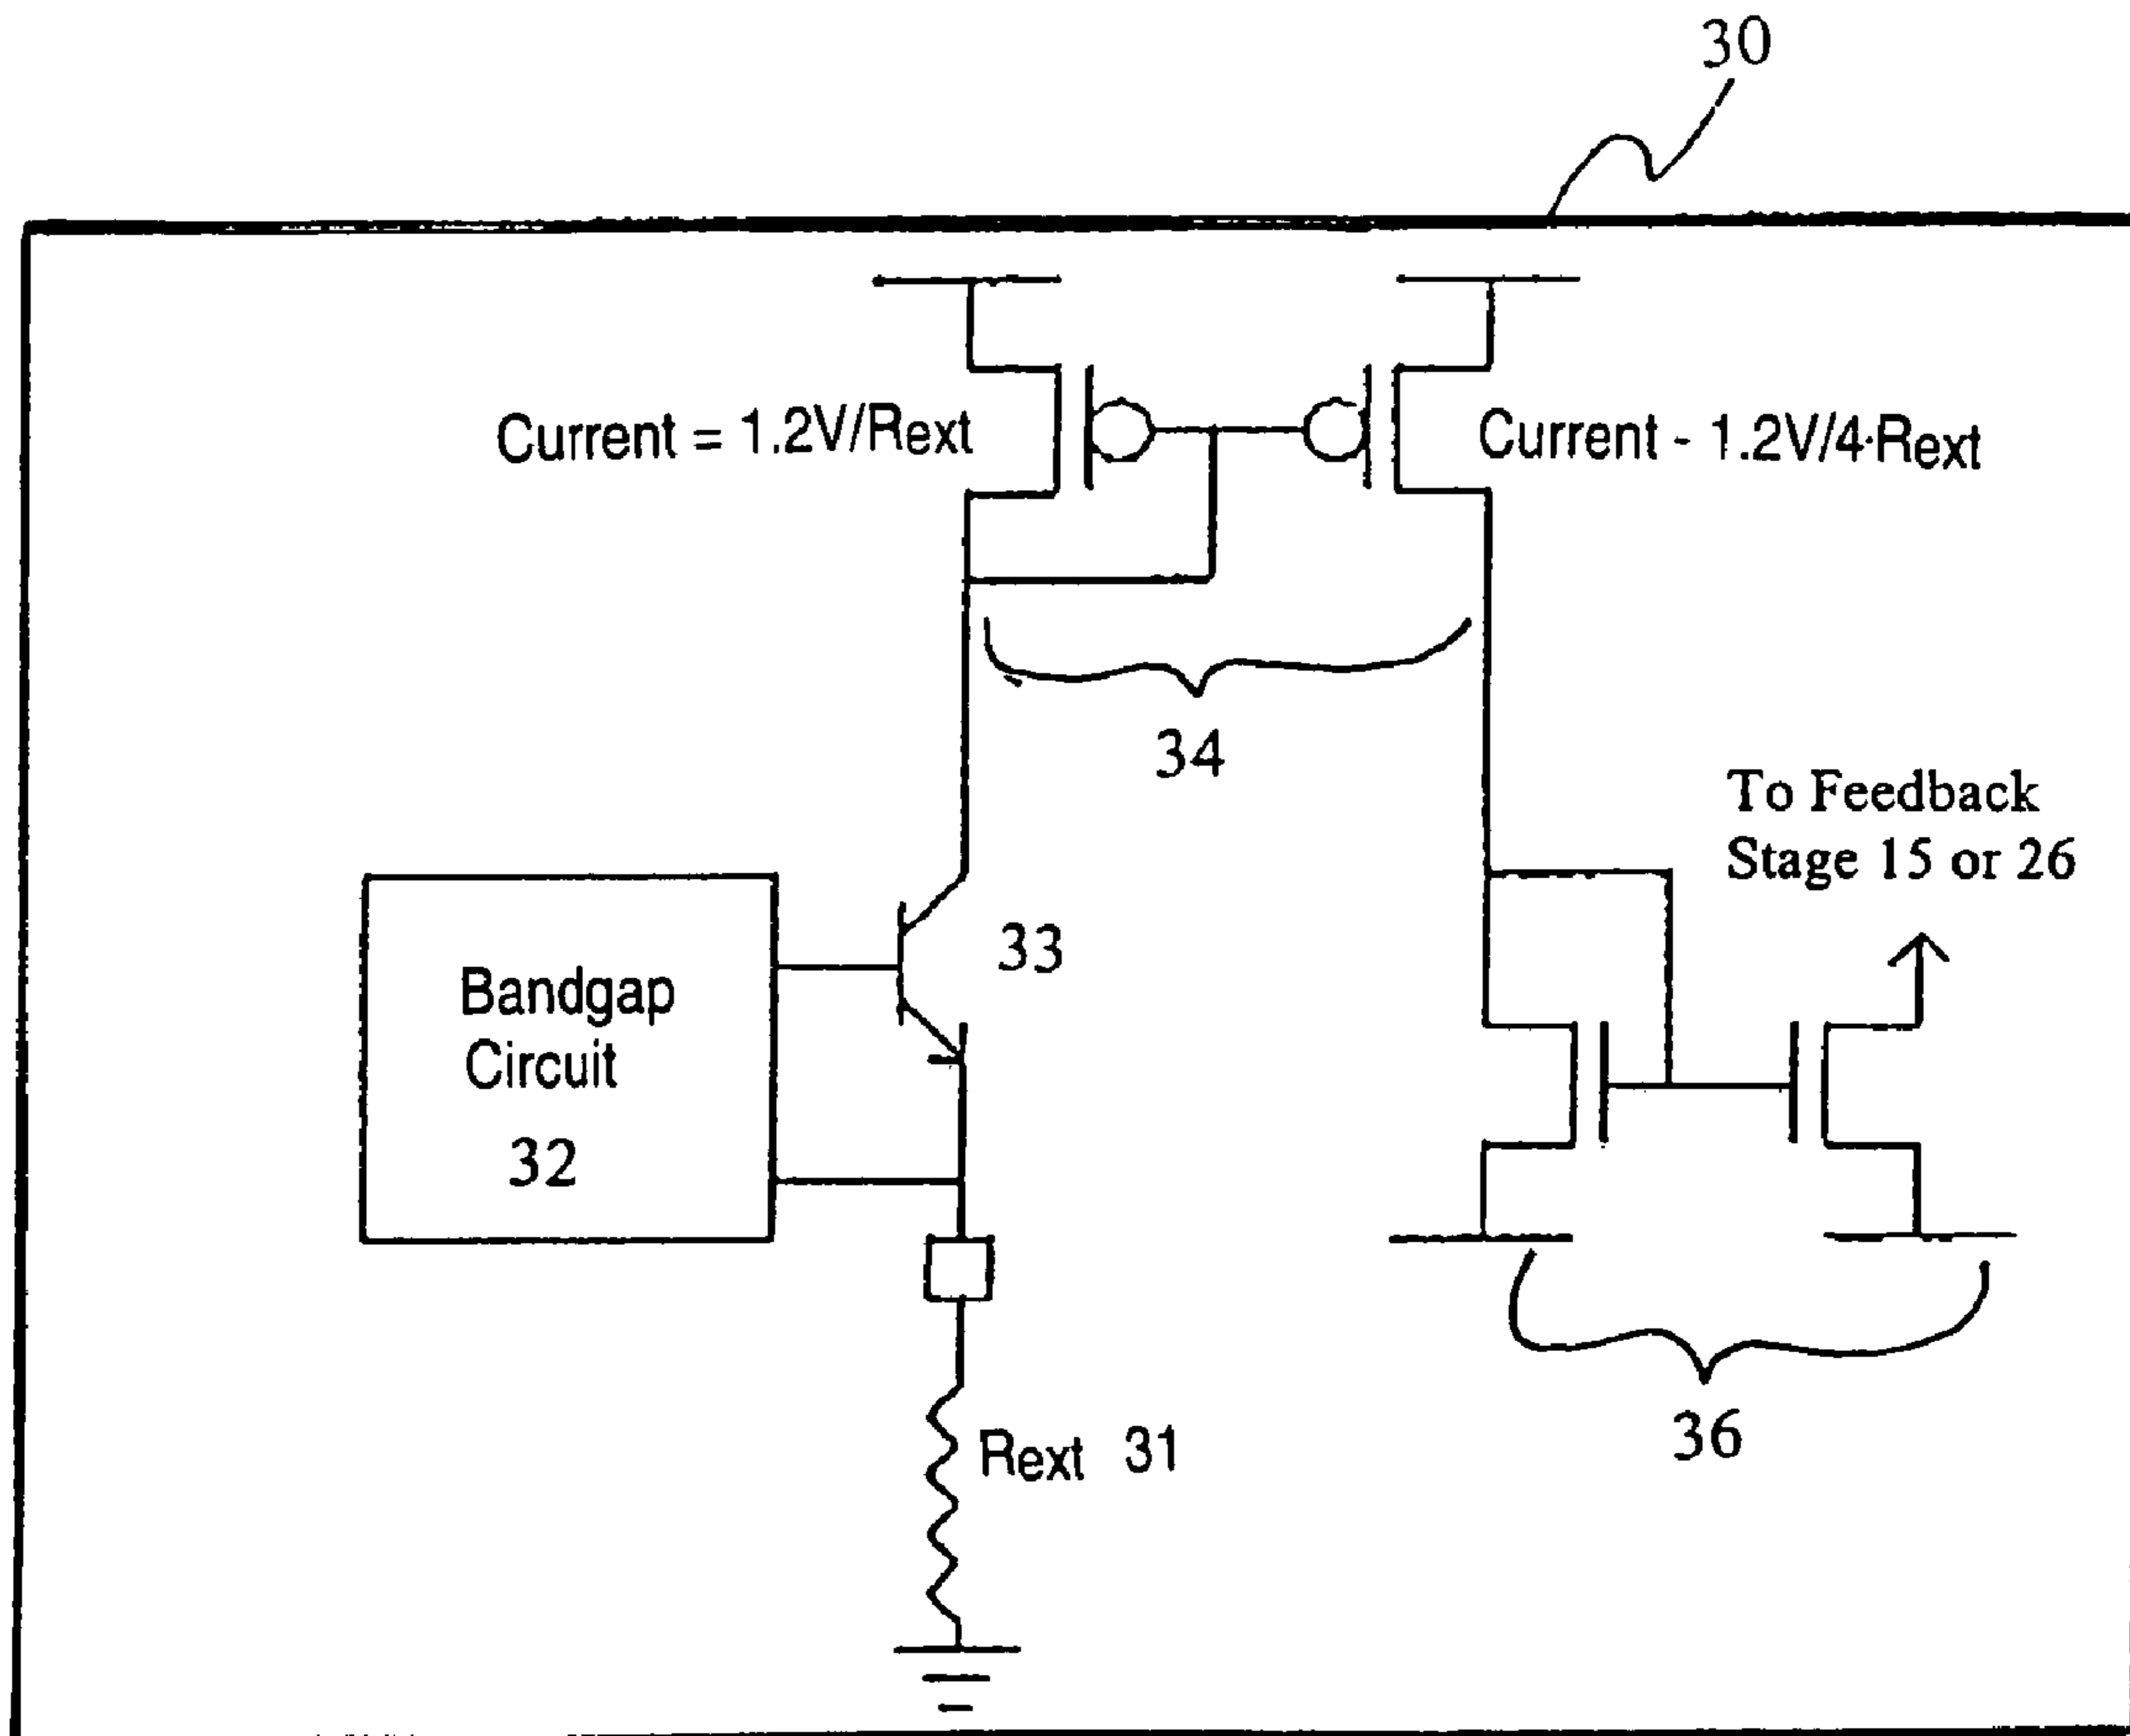 30
Current = 1.2V/Rext
Current - 1.2V/4·Rext
34
To Feedback
Stage 15 or 26
33
Bandgap
Circuit
32
36
Rext 31